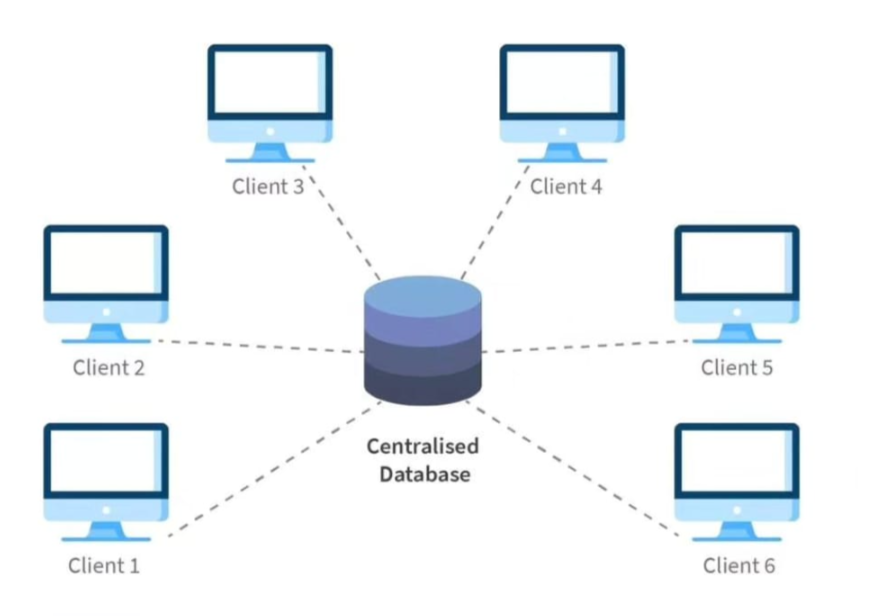 Client 3
Client 4
Client 2
Client 5
Centralised
Database
Client 1
Client 6